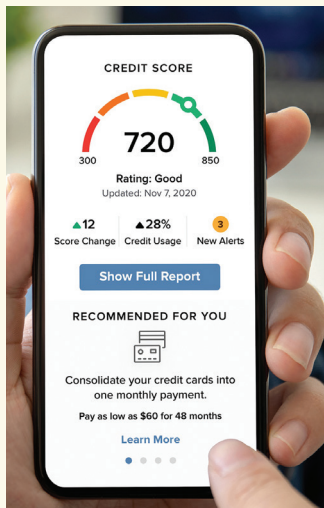 CREDIT SCORE
720
300
850
Rating: Good
Updated: Nov 7, 2020
▲12
▲28%
3
Score Change
Credit Usage
New Alerts
Show Full Report
RECOMMENDED FOR YOU
Consolidate your credit cards into
one monthly payment.
Pay as low as $60 for 48 months
Learn More